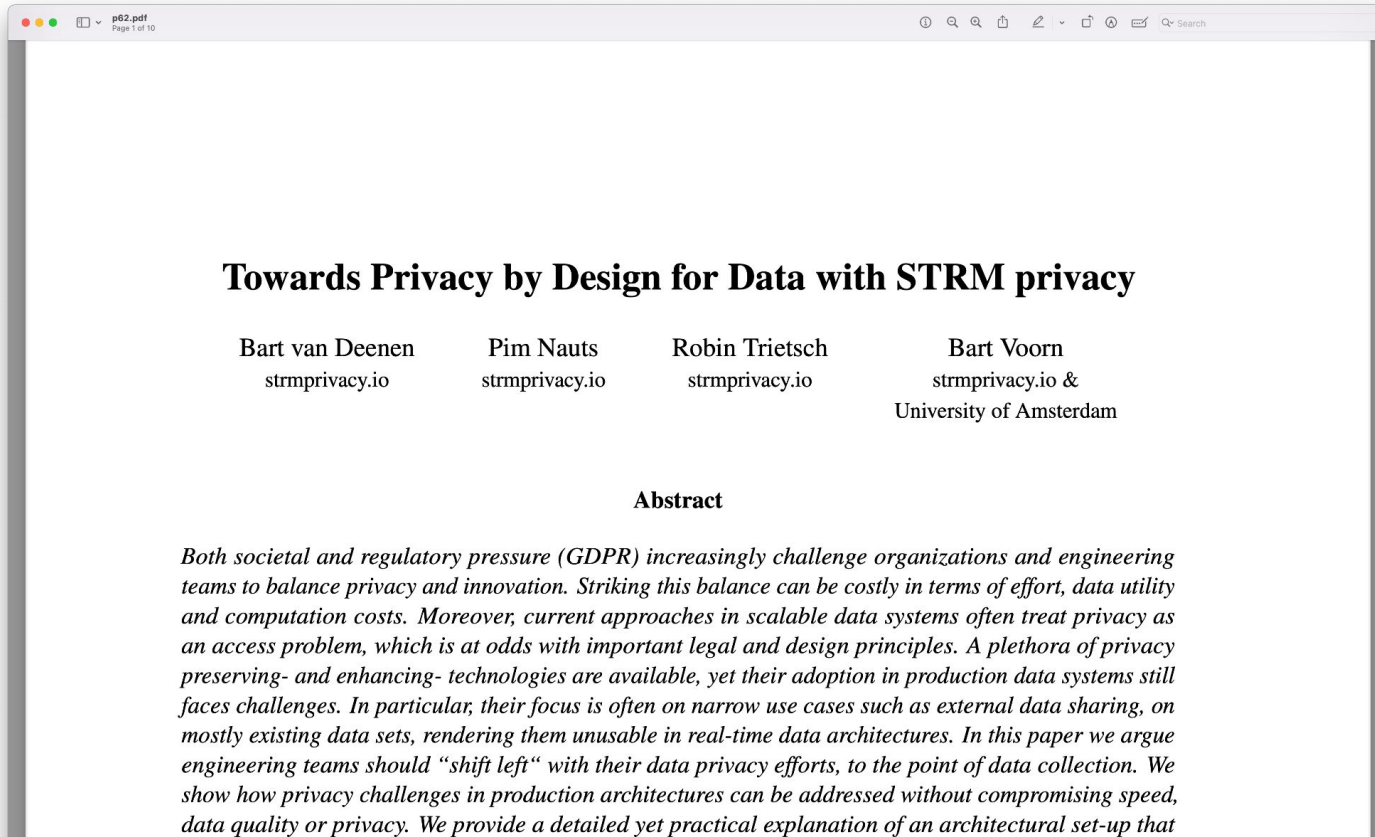 p62.pdf
Page 1 of 10
Search
Towards Privacy by Design for Data with STRM privacy
Bart van Deenen Pim Nauts Robin Trietsch Bart Voorn
strmprivacy.io strmprivacy.io strmprivacy.io strmprivacy.io &
University of Amsterdam
Abstract
Both societal and regulatory pressure (GDPR) increasingly challenge organizations and engineering
teams to balance privacy and innovation. Striking this balance can be costly in terms of effort, data utility
and computation costs. Moreover, current approaches in scalable data systems often treat privacy as
an access problem, which is at odds with important legal and design principles. A plethora of privacy
preserving- and enhancing- technologies are available, yet their adoption in production data systems still
faces challenges. In particular, their focus is often on narrow use cases such as external data sharing, on
mostly existing data sets, rendering them unusable in real-time data architectures. In this paper we argue
engineering teams should “shift left“ with their data privacy efforts, to the point of data collection. We
show how privacy challenges in production architectures can be addressed without compromising speed,
data quality or privacy. We provide a detailed yet practical explanation of an architectural set-up that